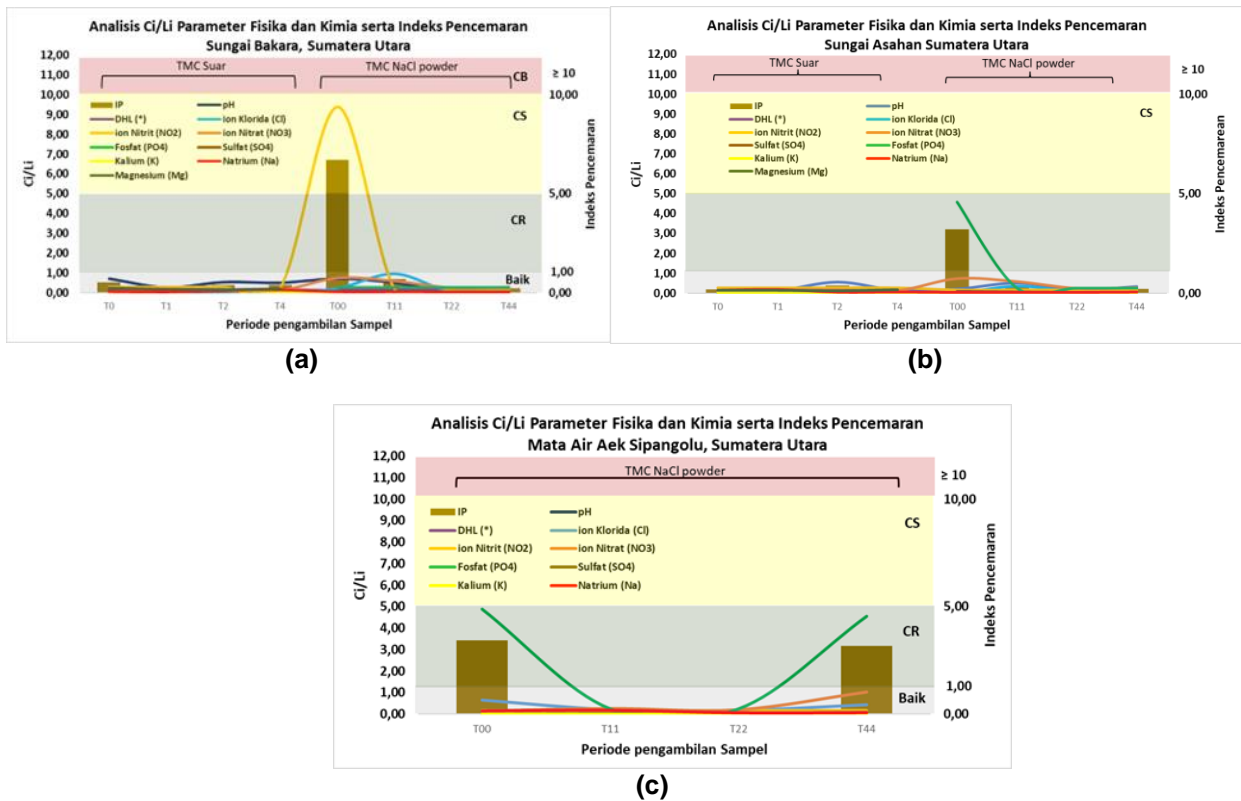 Analisis Ci/Li Parameter Fisika dan Kimia serta Indeks Pencemaran
Sungai Bakara, Sumatera Utara
12,00
11,00
10,00
9,00
8,00
7,00
6,00
5,00
4,00
3,00
2,00
1,00
0,00
Ci/Li
TMC Suar
TMC NaCl powder
CB
CS
CR
Baik
≥ 10
10,00
5,00
1,00
0,00
Indeks Pencemaran
IP
pH
DHL (*)
ion Klorida (Cl)
ion Nitrit (NO2)
ion Nitrat (NO3)
Fosfat (PO4)
Sulfat (SO4)
Kalium (K)
Natrium (Na)
Magnesium (Mg)
T0 T1 T2 T4 T00 T11 T22 T44
Periode pengambilan Sampel
(a)
Analisis Ci/Li Parameter Fisika dan Kimia serta Indeks Pencemaran
Sungai Asahan Sumatera Utara
12,00
11,00
10,00
9,00
8,00
7,00
6,00
5,00
4,00
3,00
2,00
1,00
0,00
Ci/Li
TMC Suar
TMC NaCl powder
CS
≥ 10
10,00
5,00
0,00
Indeks Pencemarean
IP
pH
DHL (*)
ion Klorida (Cl)
ion Nitrit (NO2)
ion Nitrat (NO3)
Sulfat (SO4)
Fosfat (PO4)
Kalium (K)
Natrium (Na)
Magnesium (Mg)
T0 T1 T2 T4 T00 T11 T22 T44
Periode pengambilan Sampel
(b)
Analisis Ci/Li Parameter Fisika dan Kimia serta Indeks Pencemaran
Mata Air Aek Sipangolu, Sumatera Utara
12,00
11,00
10,00
9,00
8,00
7,00
6,00
5,00
4,00
3,00
2,00
1,00
0,00
Ci/Li
TMC NaCl powder
CS
CR
Baik
≥ 10
10,00
5,00
1,00
0,00
Indeks Pencemaran
IP
pH
DHL (*)
ion Klorida (Cl)
ion Nitrit (NO2)
ion Nitrat (NO3)
Fosfat (PO4)
Sulfat (SO4)
Kalium (K)
Natrium (Na)
T00 T11 T22 T44
Periode pengambilan Sampel
(c)